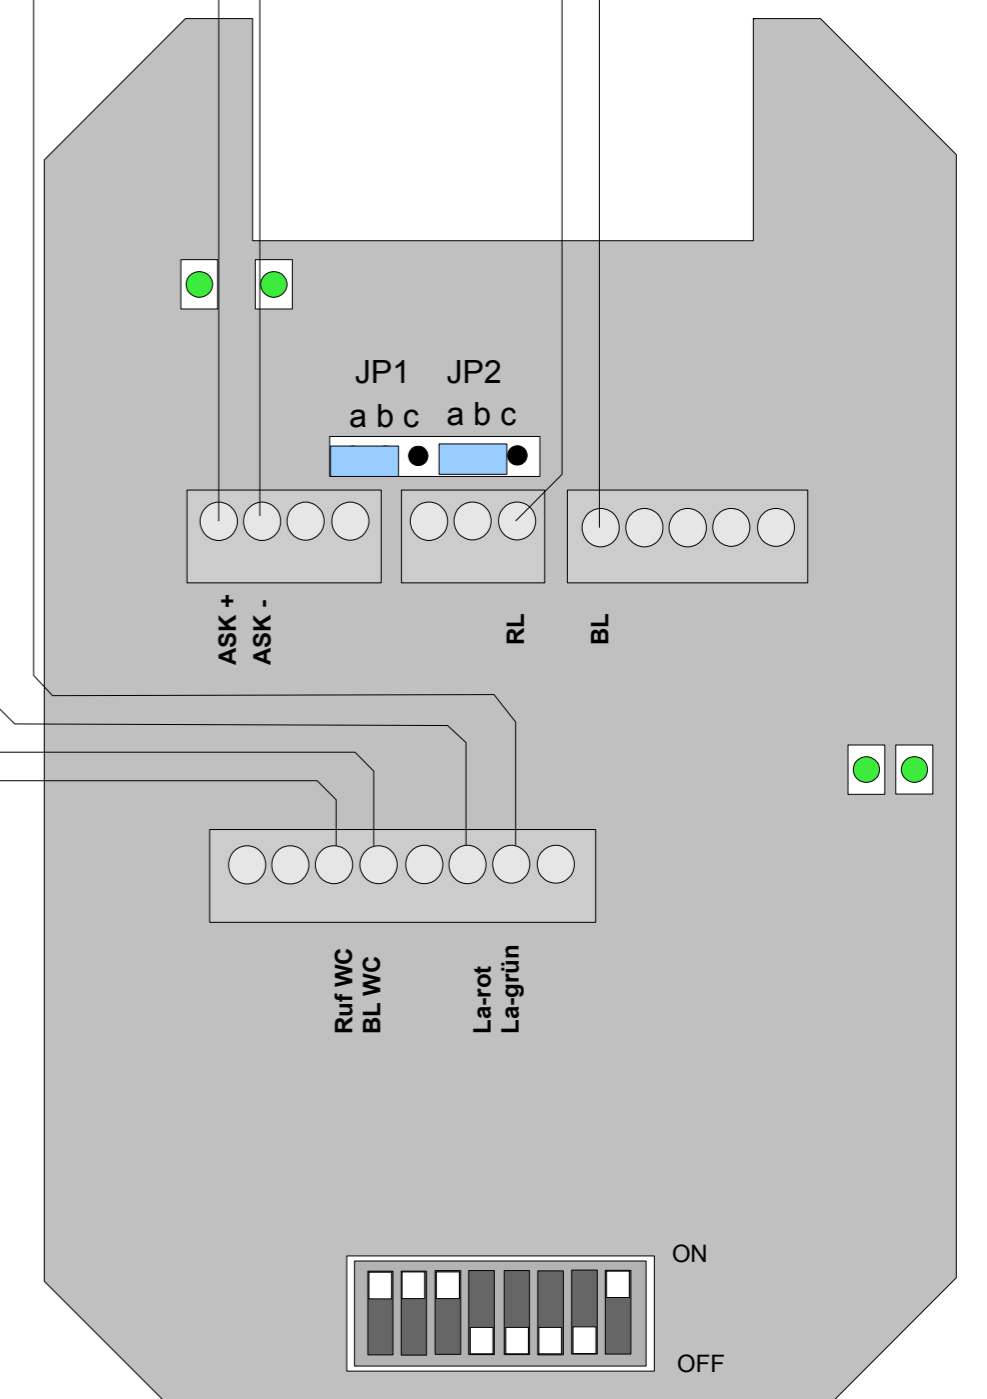 JP1 JP2
a b c a b c
ASK +
ASK -
RL
BL
Ruf WC
BL WC
La-rot
La-grün
ON
OFF